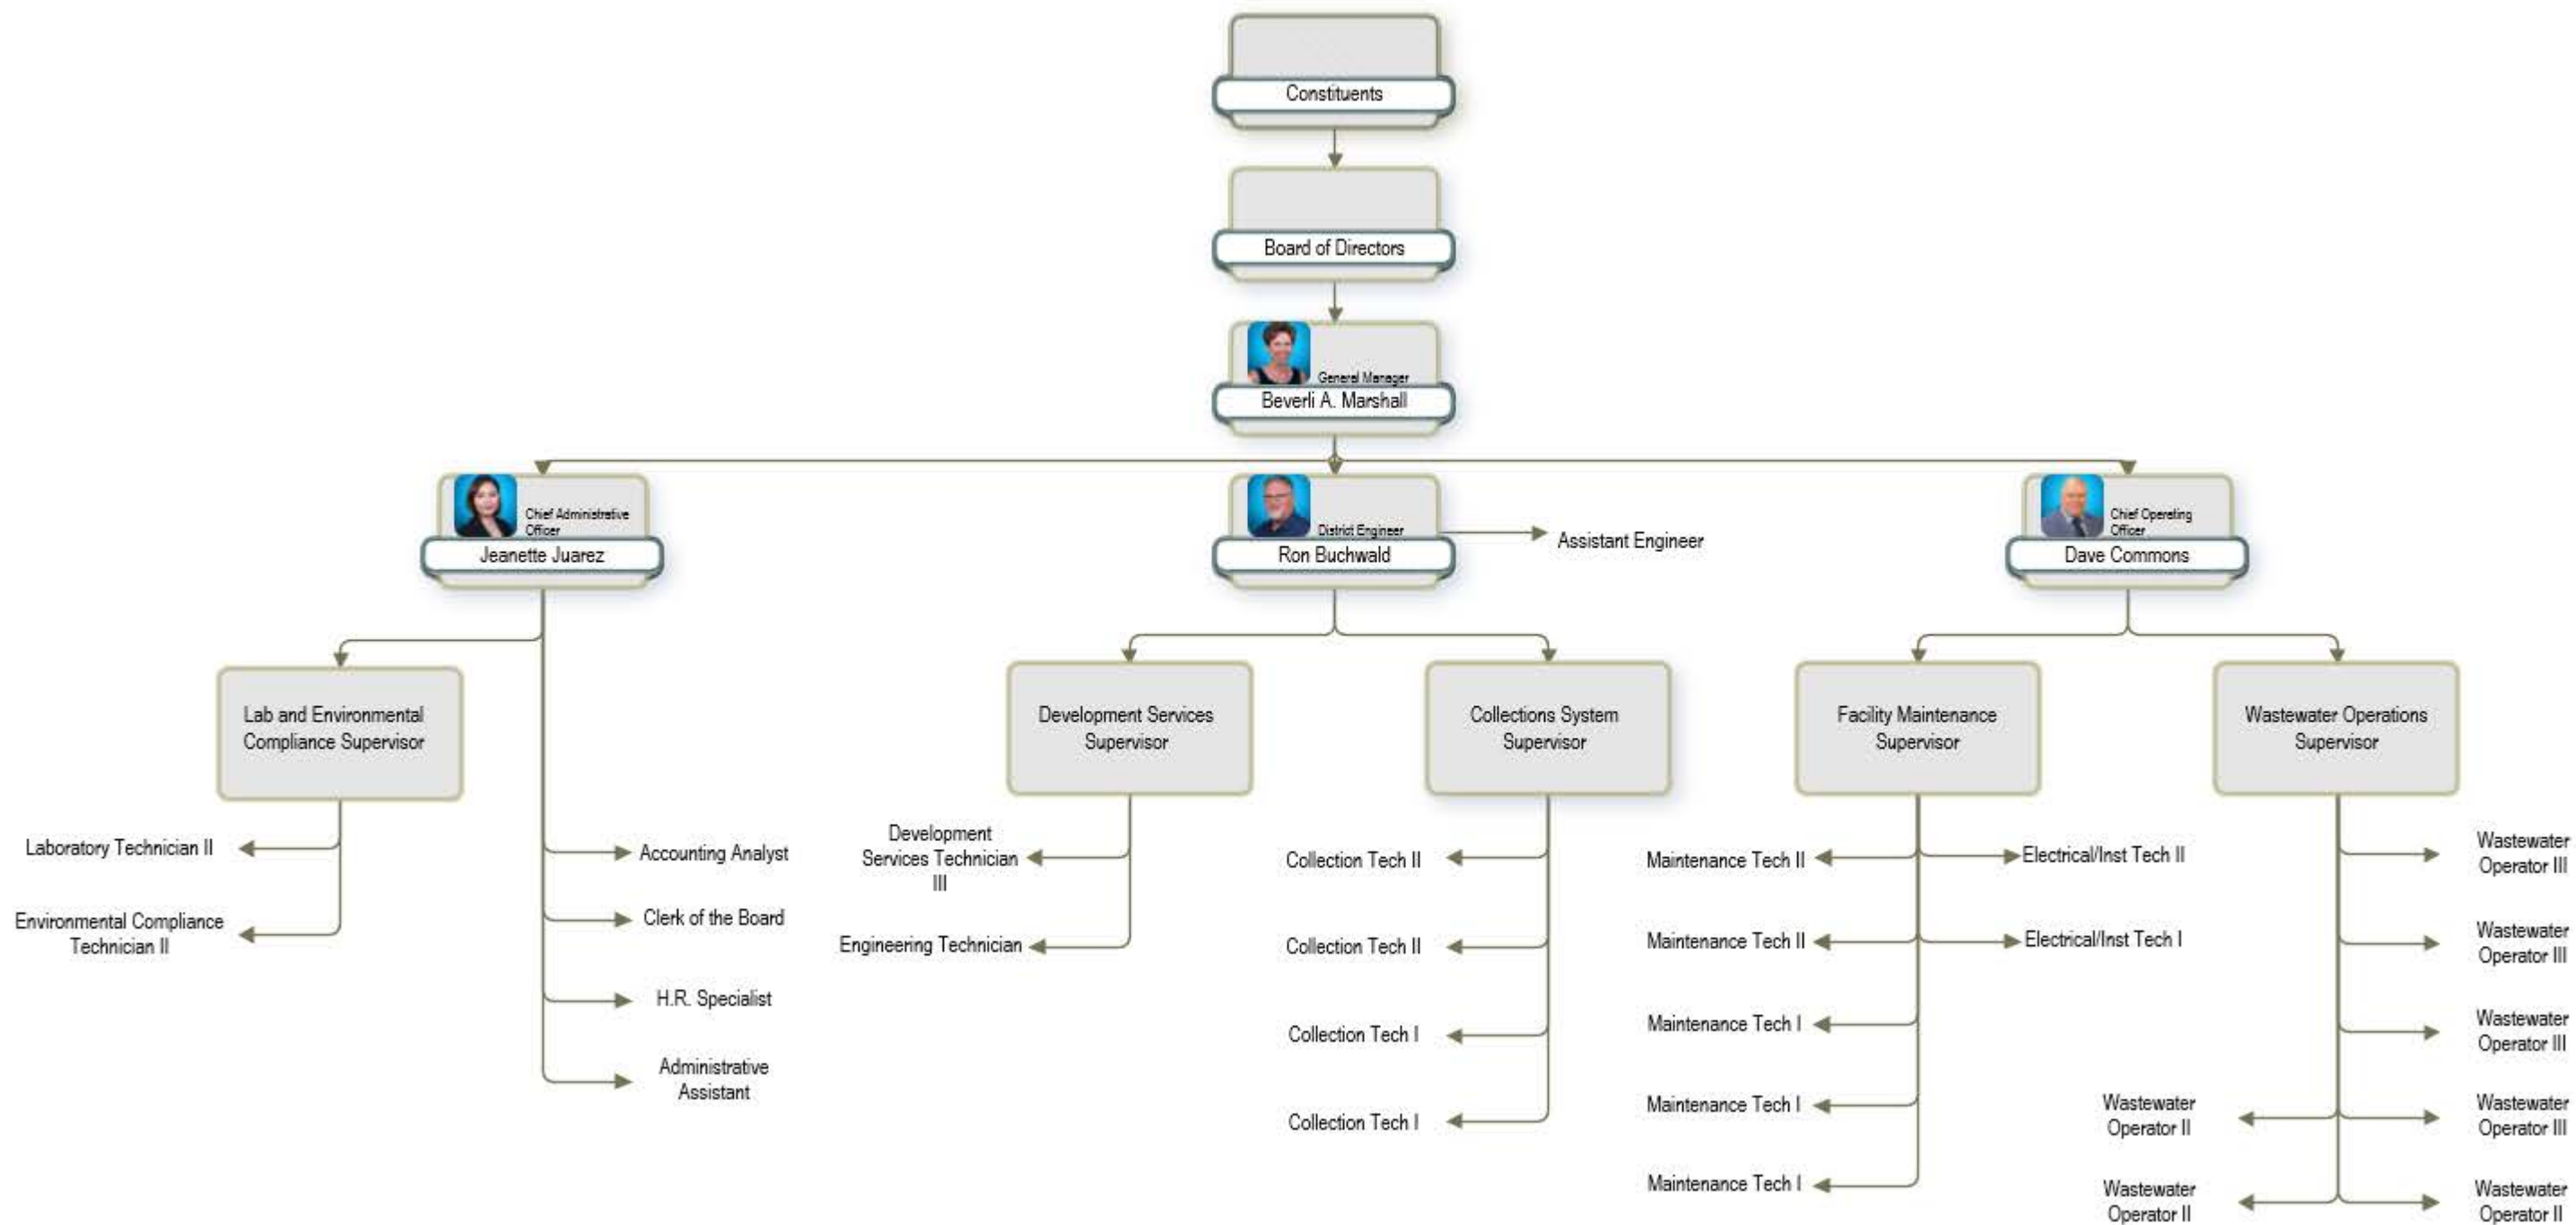 Constituents
Board of Directors
General Manager
Beverli A. Marshall
Chief Administrative
Officer
Jeanette Juarez
District Engineer
Ron Buchwald
Assistant Engineer
Chief Operating
Officer
Dave Commons
Lab and Environmental
Compliance Supervisor
Development Services
Supervisor
Collections System
Supervisor
Facility Maintenance
Supervisor
Wastewater Operations
Supervisor
Laboratory Technician II
Environmental Compliance
Technician II
Accounting Analyst
Clerk of the Board
H.R. Specialist
Administrative
Assistant
Development
Services Technician
III
Engineering Technician
Collection Tech II
Collection Tech II
Collection Tech I
Collection Tech I
Maintenance Tech II
Maintenance Tech II
Maintenance Tech I
Maintenance Tech I
Maintenance Tech I
Electrical/Inst Tech II
Electrical/Inst Tech I
Wastewater
Operator III
Wastewater
Operator III
Wastewater
Operator III
Wastewater
Operator II
Wastewater
Operator III
Wastewater
Operator II
Wastewater
Operator II